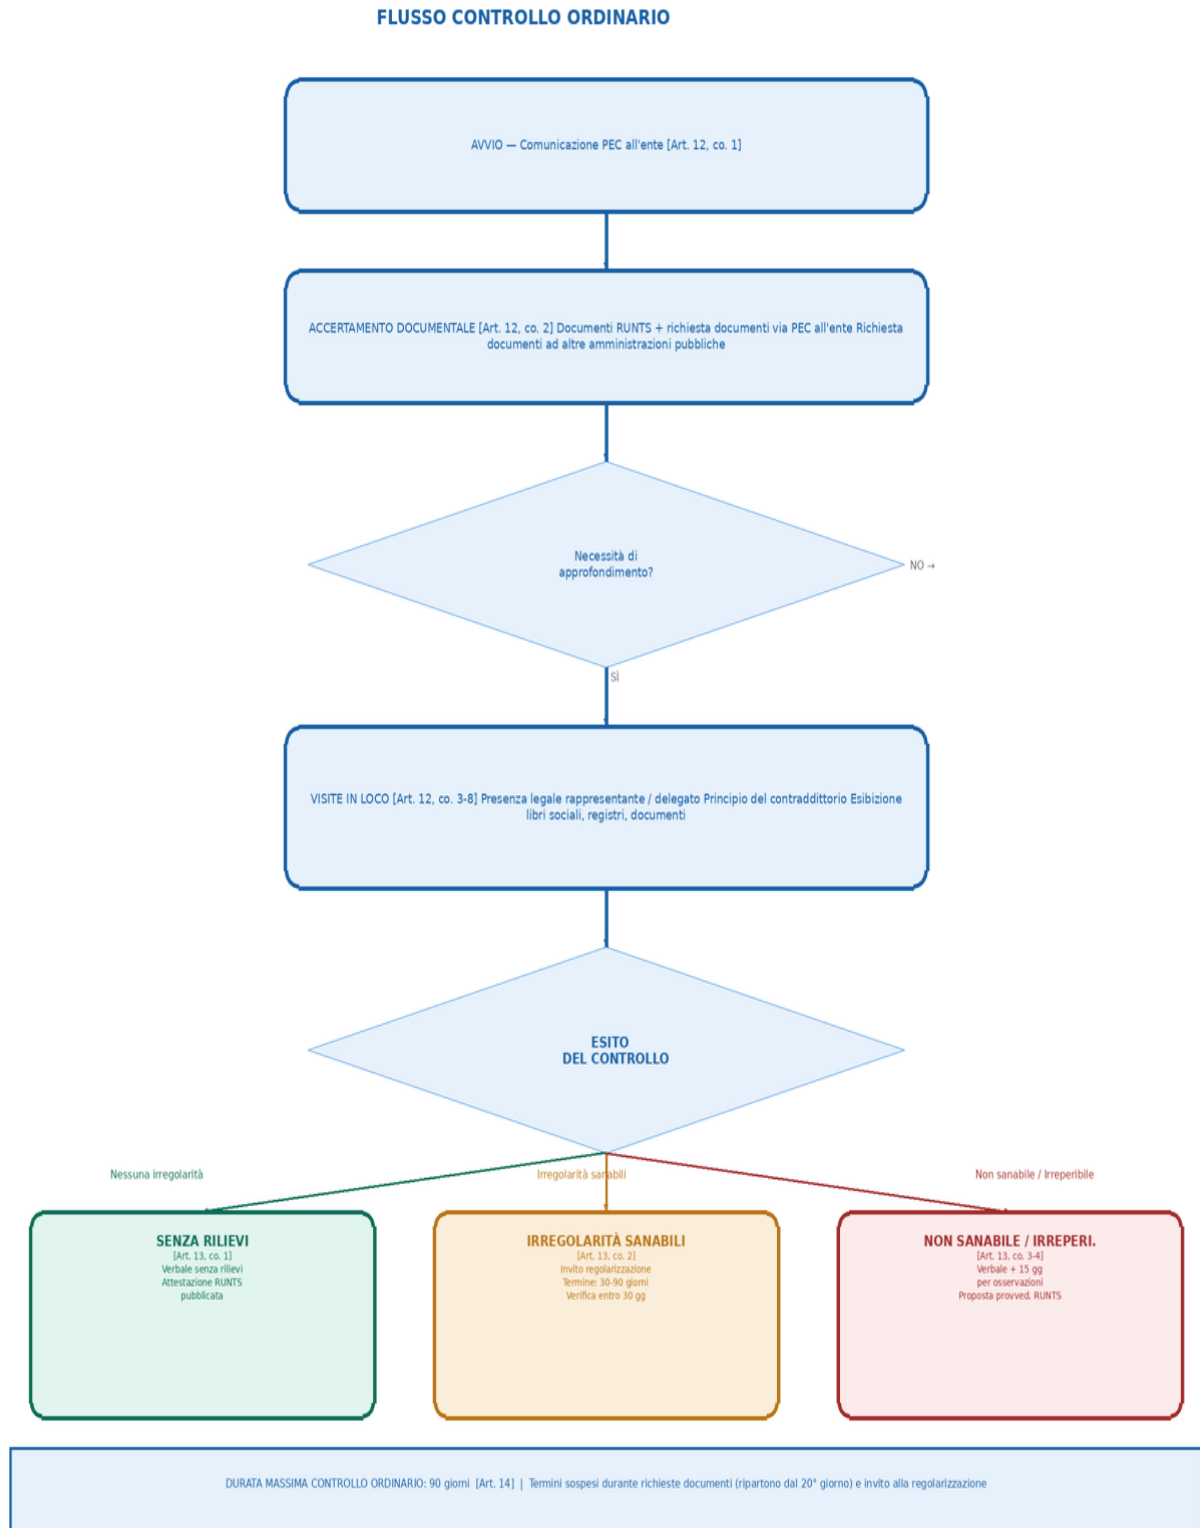 FLUSSO CONTROLLO ORDINARIO
AVVIO — Comunicazione PEC all'ente [Art. 12, co. 1]
ACCERTAMENTO DOCUMENTALE [Art. 12, co. 2] Documenti RUNTS + richiesta documenti via PEC all'ente Richiesta
documenti ad altre amministrazioni pubbliche
Necessità di
approfondimento?
NO →
SÌ
VISITE IN LOCO [Art. 12, co. 3-8] Presenza legale rappresentante / delegato Principio del contraddittorio Esibizione
libri sociali, registri, documenti
ESITO
DEL CONTROLLO
Nessuna irregolarità
Irregolarità sanabili
Non sanabile / Irreperibile
SENZA RILIEVI
[Art. 13, co. 1]
Verbale senza rilievi
Attestazione RUNTS
pubblicata
IRREGOLARITÀ SANABILI
[Art. 13, co. 2]
Invito regolarizzazione
Termine: 30-90 giorni
Verifica entro 30 gg
NON SANABILE / IRREPERI.
[Art. 13, co. 3-4]
Verbale + 15 gg
per osservazioni
Proposta provved. RUNTS
DURATA MASSIMA CONTROLLO ORDINARIO: 90 giorni [Art. 14] | Termini sospesi durante richieste documenti (ripartono dal 20° giorno) e invito alla regolarizzazione